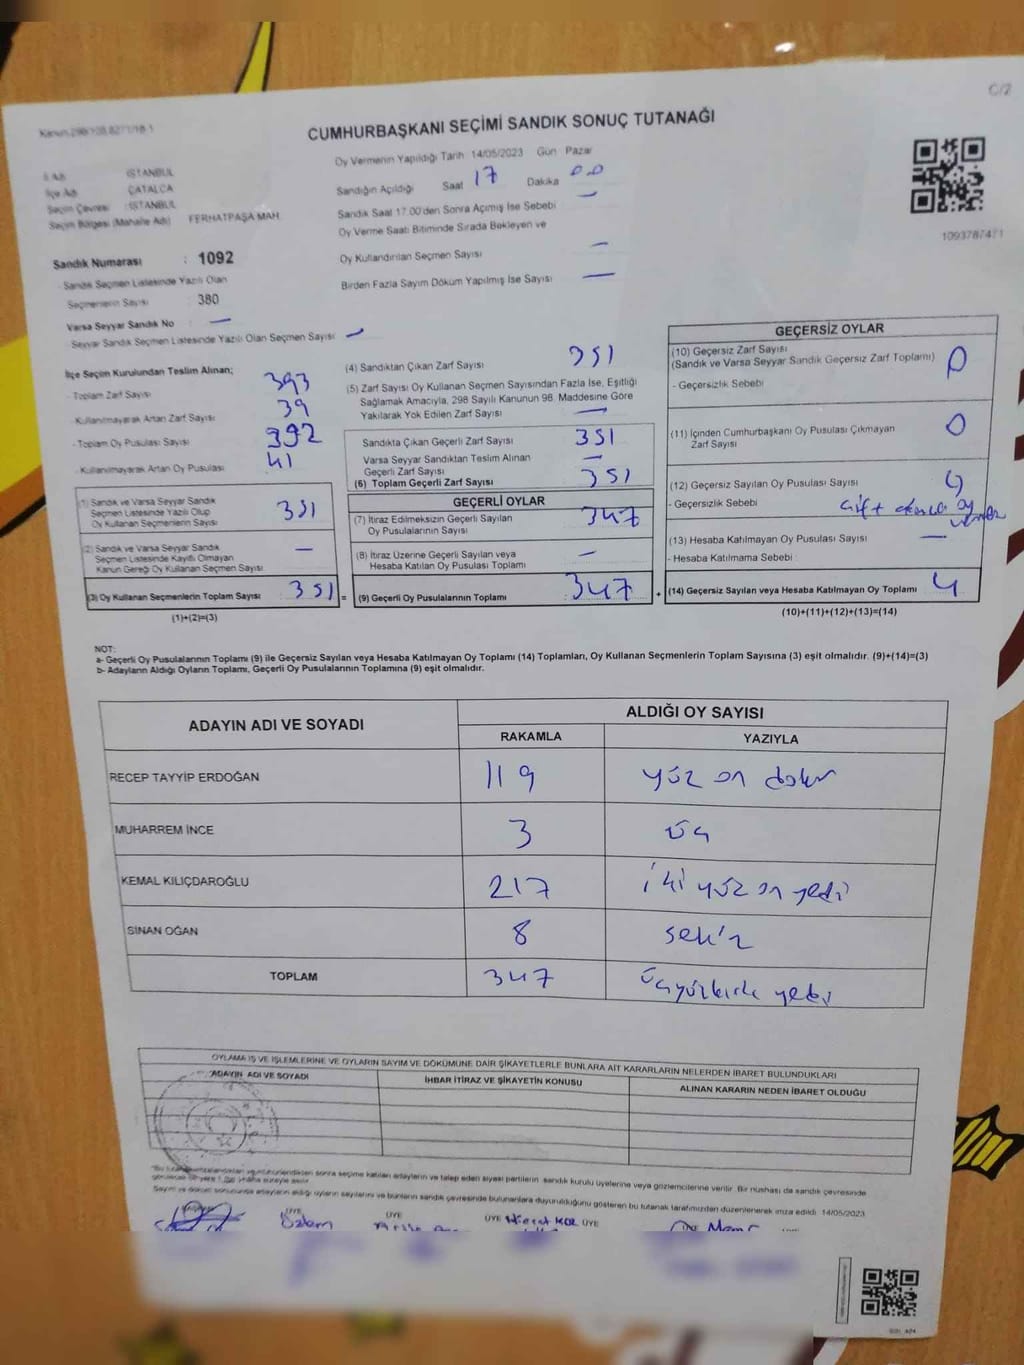 C/2
Kanun 298/108,8271/18-1
CUMHURBAŞKANI SEÇİMİ SANDIK SONUÇ TUTANAĞI
Oy Vermenin Yapıldığı Tarih 14/05/2023 Gün Pazar
İl Adı : İSTANBUL
İlçe Adı : ÇATALCA
Seçim Çevresi : İSTANBUL
Seçim Bölgesi (Mahalle Adı) FERHATPAŞA MAH.
Sandığın Açıldığı Saat 17 Dakika 00
Sandık Saat 17.00'den Sonra Açılmış İse Sebebi —
Oy Verme Saati Bitiminde Sırada Bekleyen ve
Oy Kullandırılan Seçmen Sayısı —
Birden Fazla Sayım Döküm Yapılmış İse Sayısı —
1093787471
Sandık Numarası : 1092
- Sandık Seçmen Listesinde Yazılı Olan
Seçmenlerin Sayısı : 380
Varsa Seyyar Sandık No : —
- Seyyar Sandık Seçmen Listesinde Yazılı Olan Seçmen Sayısı : —
İlçe Seçim Kurulundan Teslim Alınan;
- Toplam Zarf Sayısı 393
- Kullanılmayarak Artan Zarf Sayısı 39
- Toplam Oy Pusulası Sayısı 392
- Kullanılmayarak Artan Oy Pusulası 41
(1) Sandık ve Varsa Seyyar Sandık
Seçmen Listesinde Yazılı Olup
Oy Kullanan Seçmenlerin Sayısı 351
(2) Sandık ve Varsa Seyyar Sandık
Seçmen Listesinde Kayıtlı Olmayan
Kanun Gereği Oy Kullanan Seçmen Sayısı —
(3) Oy Kullanan Seçmenlerin Toplam Sayısı 351 =
(1)+(2)=(3)
(4) Sandıktan Çıkan Zarf Sayısı 351
(5) Zarf Sayısı Oy Kullanan Seçmen Sayısından Fazla İse, Eşitliği
Sağlamak Amacıyla, 298 Sayılı Kanunun 98. Maddesine Göre
Yakılarak Yok Edilen Zarf Sayısı —
Sandıkta Çıkan Geçerli Zarf Sayısı 351
Varsa Seyyar Sandıktan Teslim Alınan
Geçerli Zarf Sayısı —
(6) Toplam Geçerli Zarf Sayısı 351
GEÇERLİ OYLAR
(7) İtiraz Edilmeksizin Geçerli Sayılan
Oy Pusulasının Sayısı 347
(8) İtiraz Üzerine Geçerli Sayılan veya
Hesaba Katılan Oy Pusulası Toplamı —
(9) Geçerli Oy Pusulalarının Toplamı 347 +
GEÇERSİZ OYLAR
(10) Geçersiz Zarf Sayısı
(Sandık ve Varsa Seyyar Sandık Geçersiz Zarf Toplamı) 0
- Geçersizlik Sebebi
(11) İçinden Cumhurbaşkanı Oy Pusulası Çıkmayan
Zarf Sayısı 0
(12) Geçersiz Sayılan Oy Pusulası Sayısı 4
- Geçersizlik Sebebi çift
(13) Hesaba Katılmayan Oy Pusulası Sayısı —
- Hesaba Katılmama Sebebi
(14) Geçersiz Sayılan veya Hesaba Katılmayan Oy Toplamı 4
(10)+(11)+(12)+(13)=(14)
NOT:
a- Geçerli Oy Pusulalarının Toplamı (9) ile Geçersiz Sayılan veya Hesaba Katılmayan Oy Toplamı (14) Toplamları, Oy Kullanan Seçmenlerin Toplam Sayısına (3) eşit olmalıdır. (9)+(14)=(3)
b- Adayların Aldığı Oyların Toplamı, Geçerli Oy Pusulalarının Toplamına (9) eşit olmalıdır.
ADAYIN ADI VE SOYADI
ALDIĞI OY SAYISI
RAKAMLA YAZIYLA
RECEP TAYYİP ERDOĞAN 119 yüz on dokuz
MUHARREM İNCE 3 üç
KEMAL KILIÇDAROĞLU 217 iki yüz on yedi
SİNAN OĞAN 8 sekiz
TOPLAM 347 üçyüzkırk yedi
OYLAMA İŞ VE İŞLEMLERİNE VE OYLARIN SAYIM VE DÖKÜMÜNE DAİR ŞİKAYETLERLE BUNLARA AİT KARARLARIN NELERDEN İBARET BULUNDUKLARI
ADAYIN ADI VE SOYADI İHBAR İTİRAZ VE ŞİKAYETİN KONUSU ALINAN KARARIN NEDEN İBARET OLDUĞU
sonra seçime katılan adayların ve talep eden siyasi partilerin sandık kurulu üyelerine veya gözlemcilerine verilir. Bir nüshası da sandık çevresinde
Sayım ve döküm sonucunda adayların aldığı oyların sayılarını ve bunların sandık çevresinde bulunanlara duyurulduğunu gösteren bu tutanak tarafımızdan düzenlenerek imza edildi. 14/05/2023
ÜYE ÜYE ÜYE ÜYE
Özlem